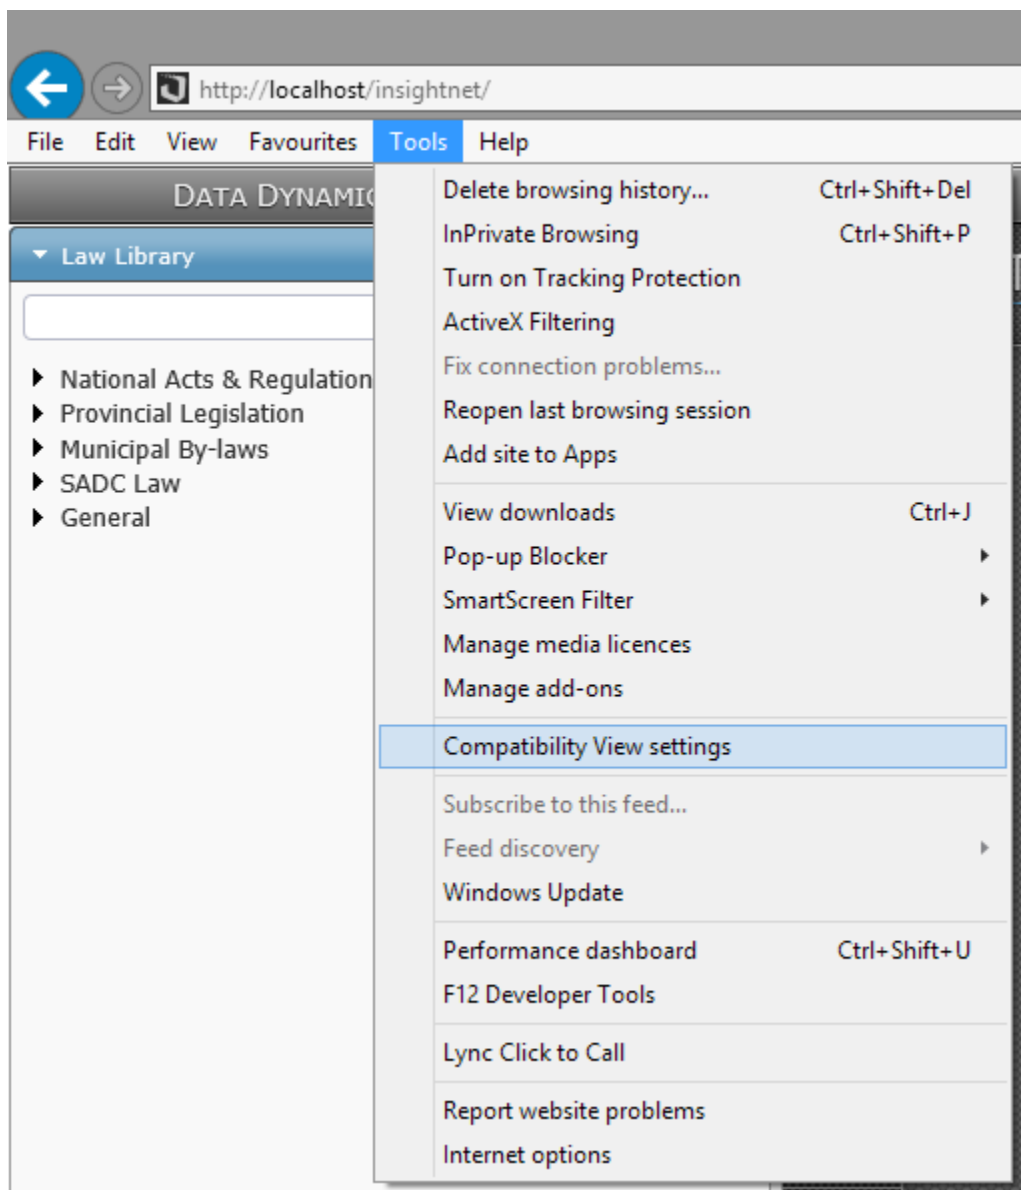 http://localhost/insightnet/
File Edit View Favourites Tools Help
DATA DYNAMIC
Law Library
National Acts & Regulation
Provincial Legislation
Municipal By-laws
SADC Law
General
Delete browsing history... Ctrl+Shift+Del
InPrivate Browsing Ctrl+Shift+P
Turn on Tracking Protection
ActiveX Filtering
Fix connection problems...
Reopen last browsing session
Add site to Apps
View downloads Ctrl+J
Pop-up Blocker
SmartScreen Filter
Manage media licences
Manage add-ons
Compatibility View settings
Subscribe to this feed...
Feed discovery
Windows Update
Performance dashboard Ctrl+Shift+U
F12 Developer Tools
Lync Click to Call
Report website problems
Internet options